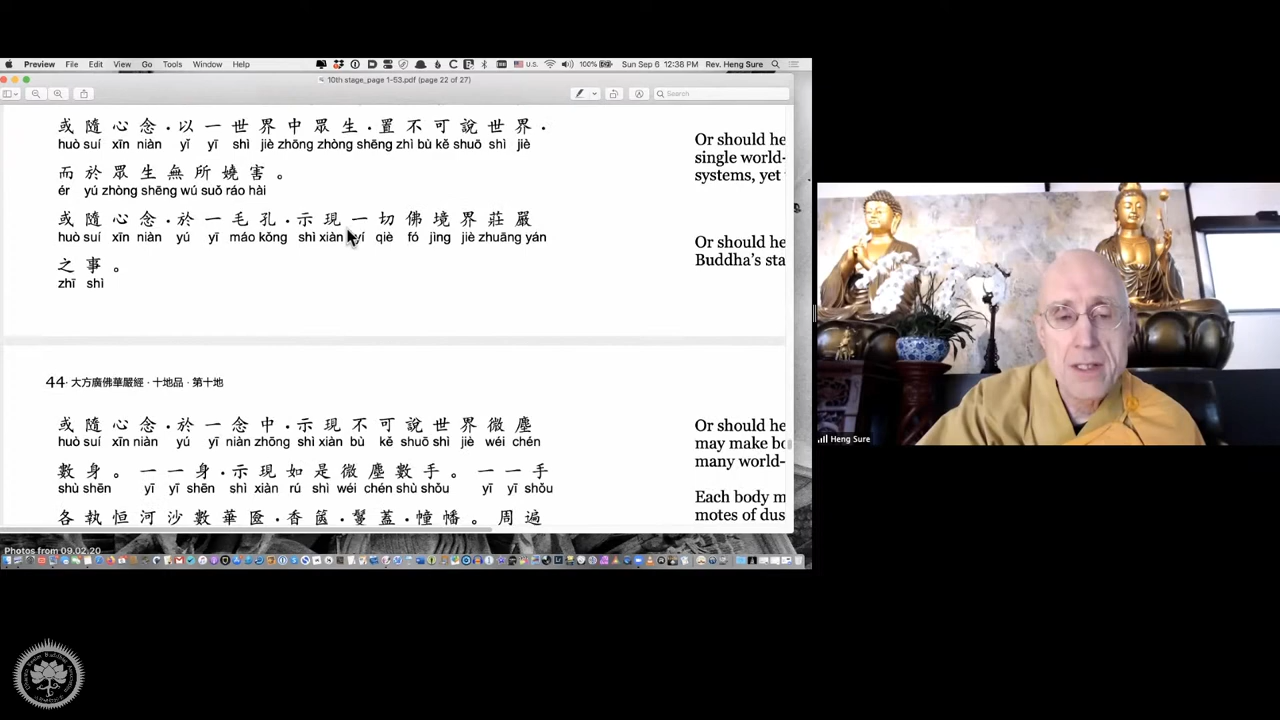 Preview File Edit View Go Tools Window Help
U.S. 100% Sun Sep 6 12:38 PM Rev. Heng Sure
10th stage_page 1-53.pdf (page 22 of 27)
Search
或隨心念．以一世界中眾生．置不可說世界．
huò suí xīn niàn yǐ yī shì jiè zhōng zhòng shēng zhì bù kě shuō shì jiè
而於眾生無所嬈害。
ér yú zhòng shēng wú suǒ ráo hài
或隨心念．於一毛孔．示現一切佛境界莊嚴
huò suí xīn niàn yú yī máo kǒng shì xiàn yí qiè fó jìng jiè zhuāng yán
之事。
zhī shì
Or should he
single world-
systems, yet
Or should he
Buddha's sta
44· 大方廣佛華嚴經 · 十地品 · 第十地
或隨心念．於一念中．示現不可說世界微塵
huò suí xīn niàn yú yī niàn zhōng shì xiàn bù kě shuō shì jiè wéi chén
數身。一一身．示現如是微塵數手。一一手
shù shēn yī yī shēn shì xiàn rú shì wéi chén shù shǒu yī yī shǒu
各執恒河沙數華匳．香篋．鬘蓋．幢幡。周遍
Or should he
may make bo
many world-
Each body m
motes of dus
Photos from 09.02.20
Heng Sure